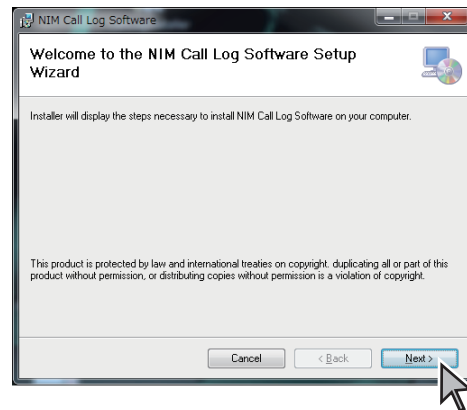 NIM Call Log Software
Welcome to the NIM Call Log Software Setup
Wizard
Installer will display the steps necessary to install NIM Call Log Software on your computer.
This product is protected by law and international treaties on copyright. duplicating all or part of this
product without permission, or distributing copies without permission is a violation of copyright.
Cancel
< Back
Next >